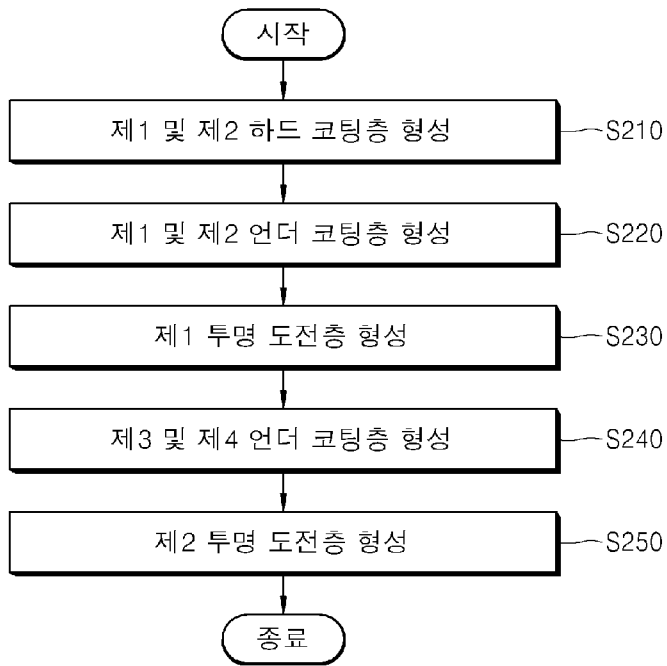 시작
제1 및 제2 하드 코팅층 형성 S210
제1 및 제2 언더 코팅층 형성 S220
제1 투명 도전층 형성 S230
제3 및 제4 언더 코팅층 형성 S240
제2 투명 도전층 형성 S250
종료